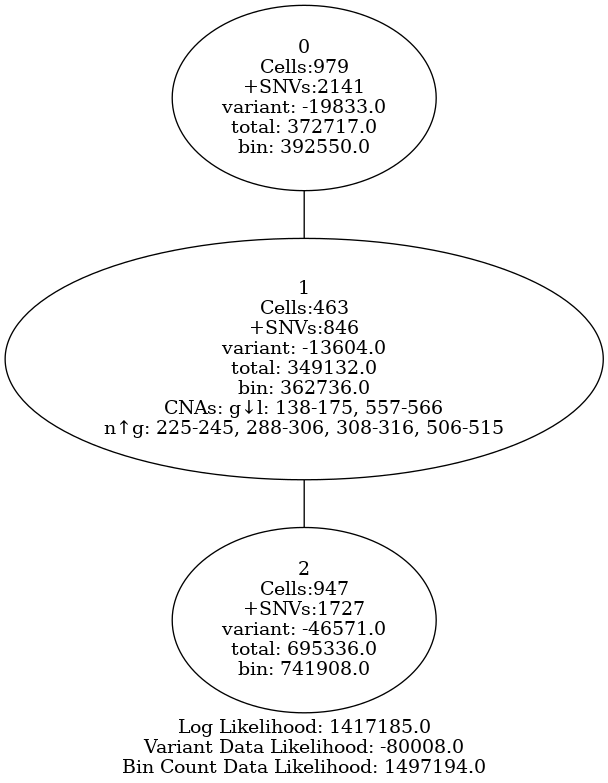 0
Cells:979
+SNVs:2141
variant: -19833.0
total: 372717.0
bin: 392550.0
1
Cells:463
+SNVs:846
variant: -13604.0
total: 349132.0
bin: 362736.0
CNAs: g↓l: 138-175, 557-566
n↑g: 225-245, 288-306, 308-316, 506-515
2
Cells:947
+SNVs:1727
variant: -46571.0
total: 695336.0
bin: 741908.0
Log Likelihood: 1417185.0
Variant Data Likelihood: -80008.0
Bin Count Data Likelihood: 1497194.0